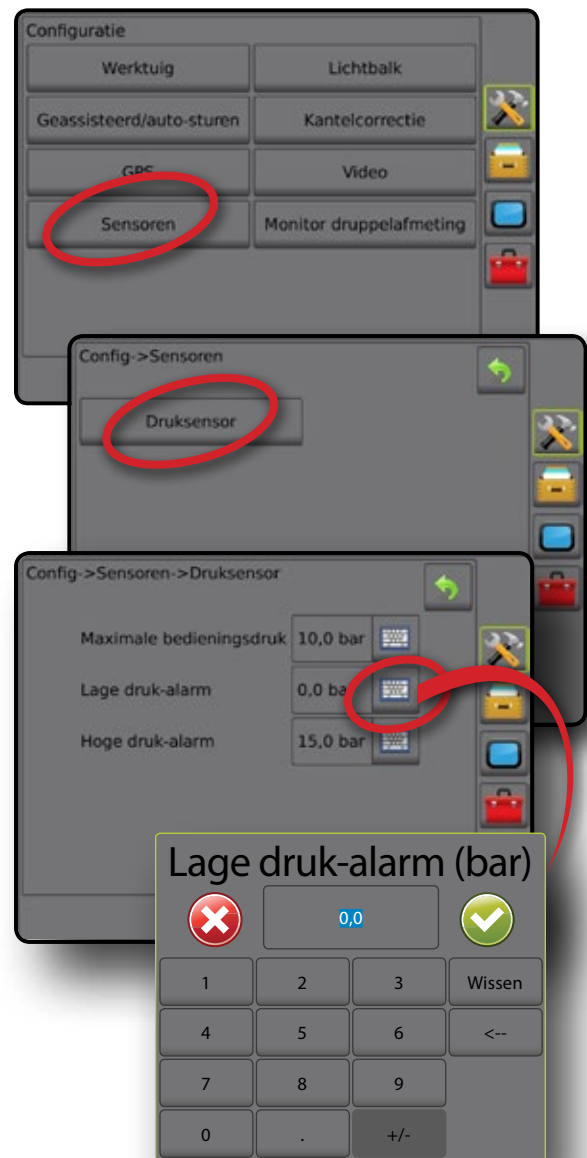 Configuratie
Werktuig Lichtbalk
Geassisteerd/auto-sturen Kantelcorrectie
GPS Video
Sensoren Monitor druppelafmeting
Config->Sensoren
Druksensor
Config->Sensoren->Druksensor
Maximale bedieningsdruk 10,0 bar
Lage druk-alarm 0,0 bar
Hoge druk-alarm 15,0 bar
Lage druk-alarm (bar)
0,0
1 2 3 Wissen
4 5 6 <--
7 8 9
0 . +/-